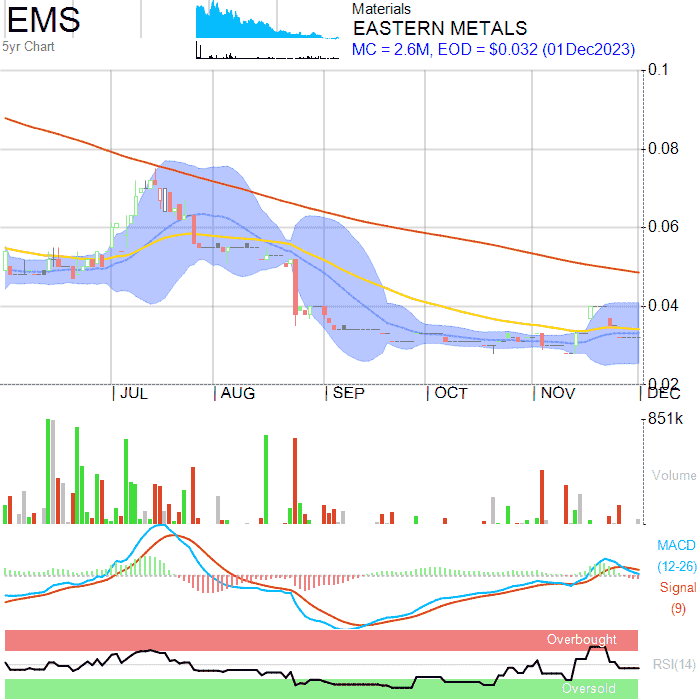 EMS
5yr Chart
Materials
EASTERN METALS
MC = 2.6M, EOD = $0.032 (01Dec2023)
0.1
0.08
0.06
0.04
0.02
JUL AUG SEP OCT NOV DEC
851k
Volume
MACD
(12-26)
Signal
(9)
Overbought
RSI(14)
Oversold